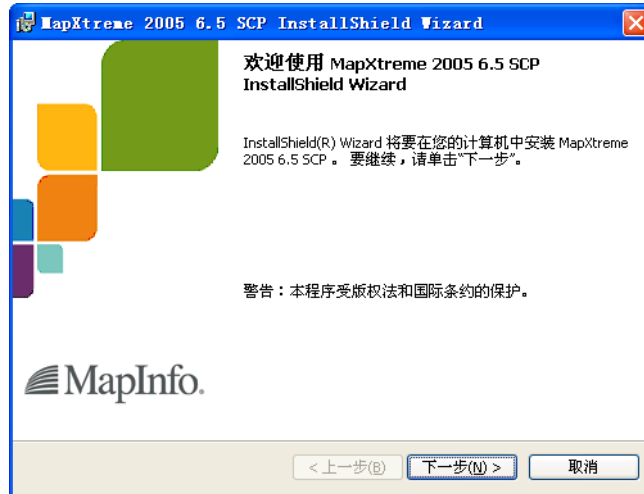 MapXtreme 2005 6.5 SCP InstallShield Wizard
欢迎使用 MapXtreme 2005 6.5 SCP
InstallShield Wizard
InstallShield(R) Wizard 将要在您的计算机中安装 MapXtreme
2005 6.5 SCP 。 要继续，请单击“下一步”。
警告：本程序受版权法和国际条约的保护。
MapInfo.
< 上一步(B)
下一步(N) >
取消